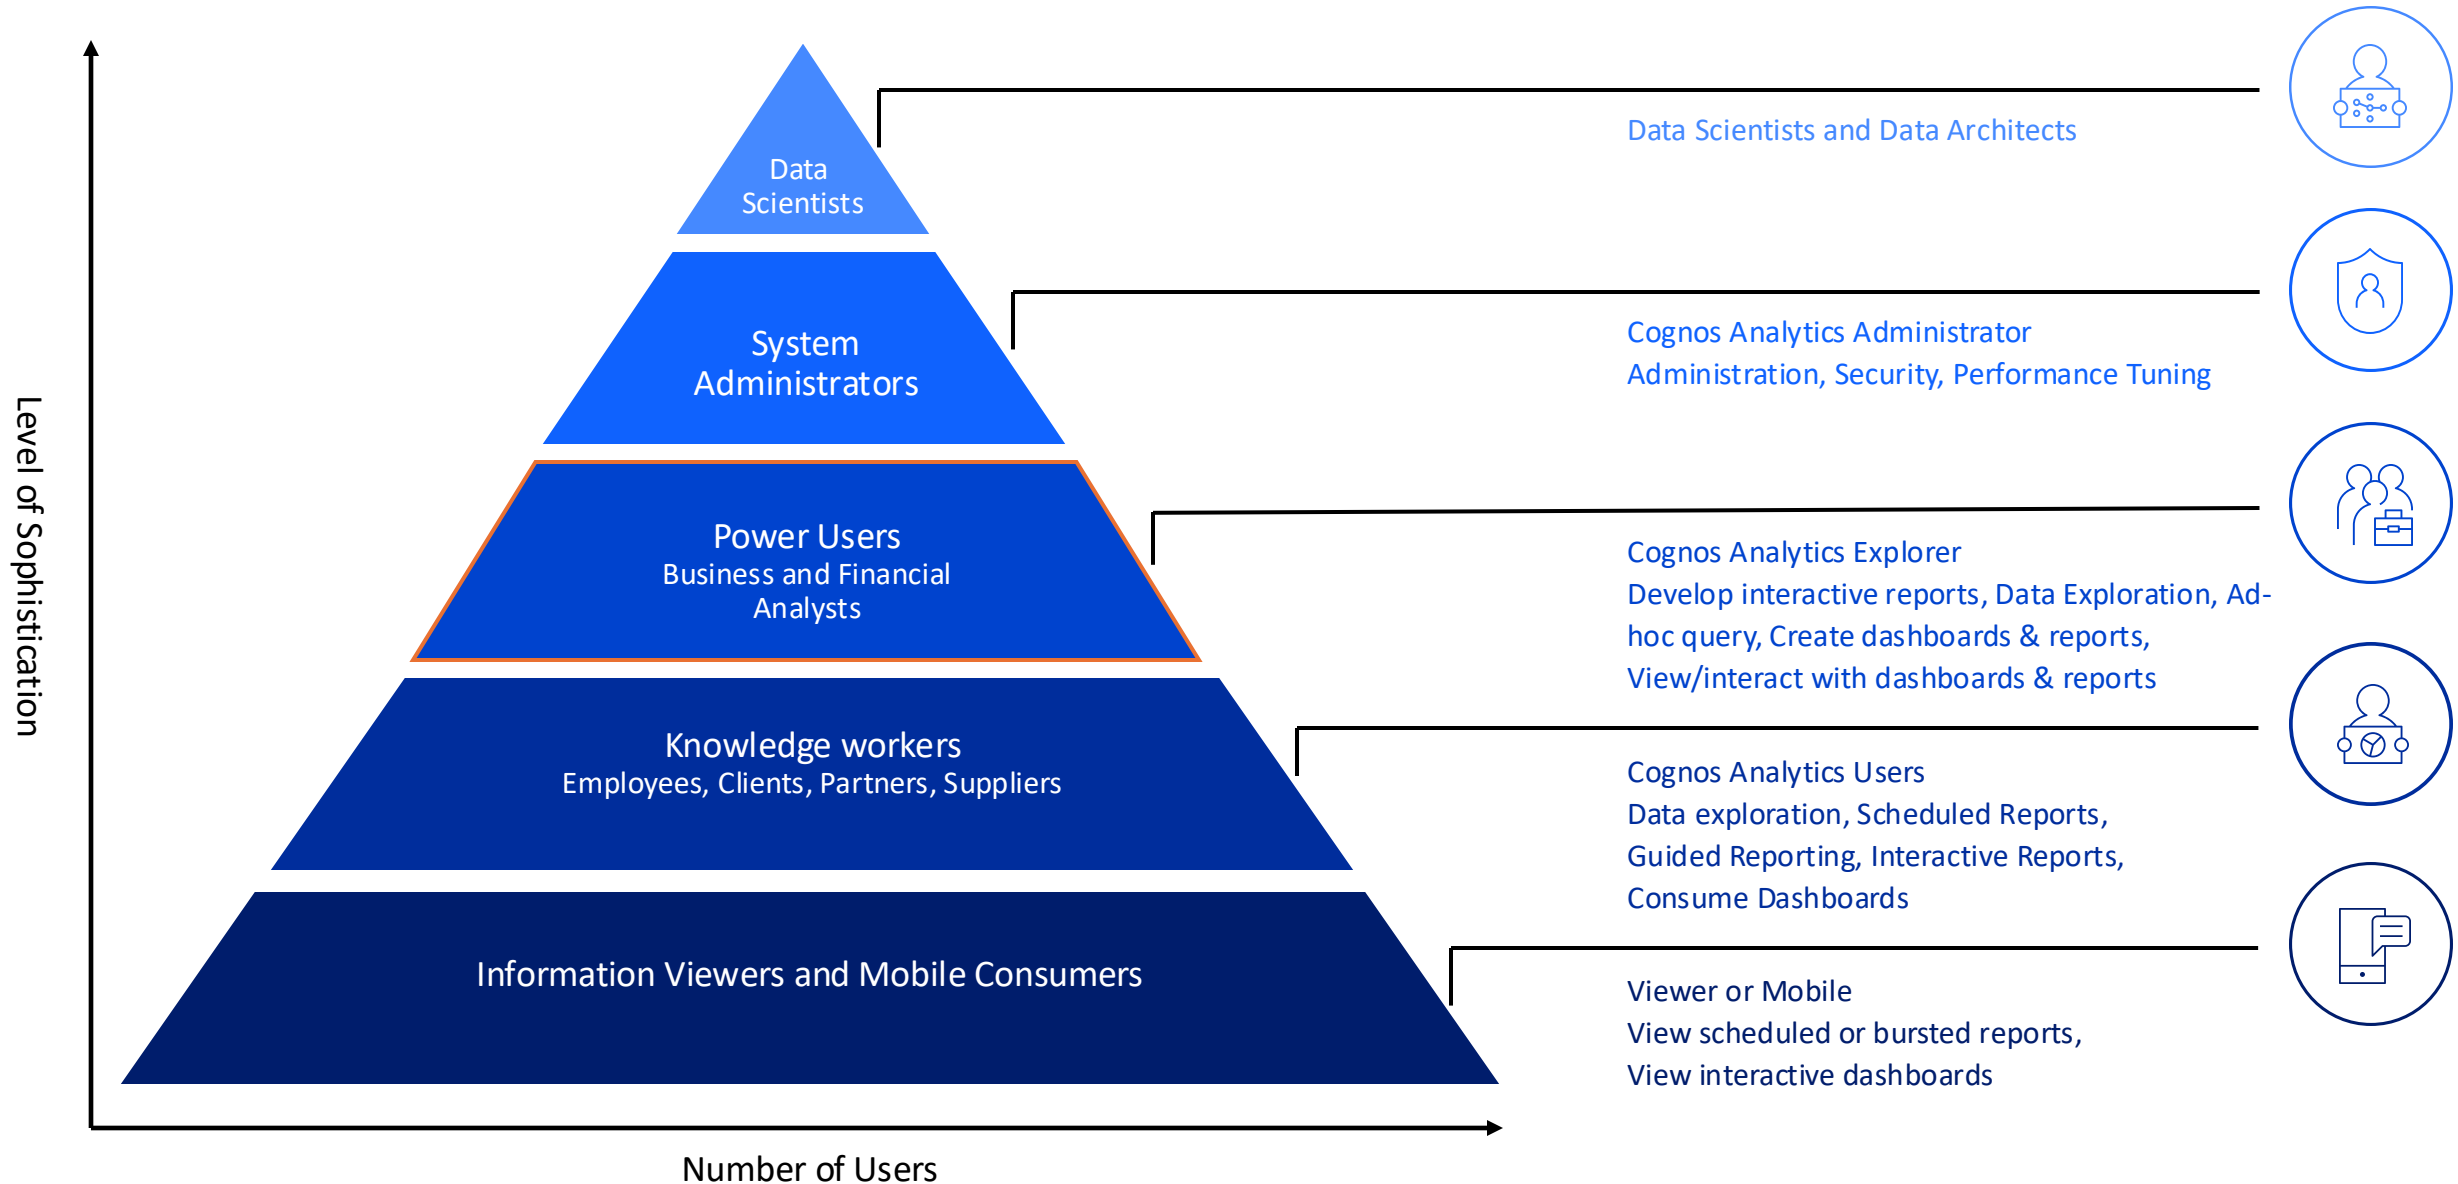 Level of Sophistication
Data
Scientists
System
Administrators
Power Users
Business and Financial
Analysts
Knowledge workers
Employees, Clients, Partners, Suppliers
Information Viewers and Mobile Consumers
Number of Users
Data Scientists and Data Architects
Cognos Analytics Administrator
Administration, Security, Performance Tuning
Cognos Analytics Explorer
Develop interactive reports, Data Exploration, Ad-
hoc query, Create dashboards & reports,
View/interact with dashboards & reports
Cognos Analytics Users
Data exploration, Scheduled Reports,
Guided Reporting, Interactive Reports,
Consume Dashboards
Viewer or Mobile
View scheduled or bursted reports,
View interactive dashboards